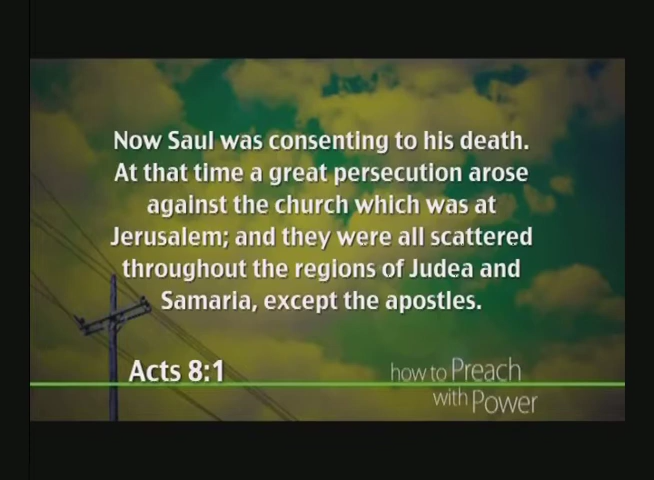 Now Saul was consenting to his death.
At that time a great persecution arose
against the church which was at
Jerusalem; and they were all scattered
throughout the regions of Judea and
Samaria, except the apostles.
Acts 8:1
how to Preach
with Power